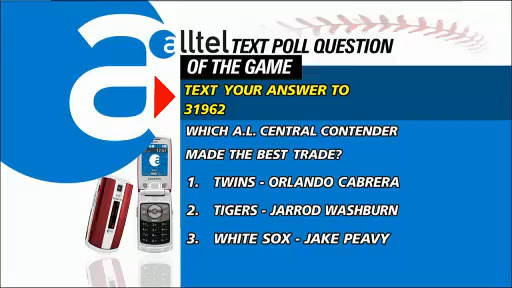 a
alltel TEXT POLL QUESTION
OF THE GAME
TEXT YOUR ANSWER TO
31962
WHICH A.L. CENTRAL CONTENDER
MADE THE BEST TRADE?
1. TWINS - ORLANDO CABRERA
2. TIGERS - JARROD WASHBURN
3. WHITE SOX - JAKE PEAVY